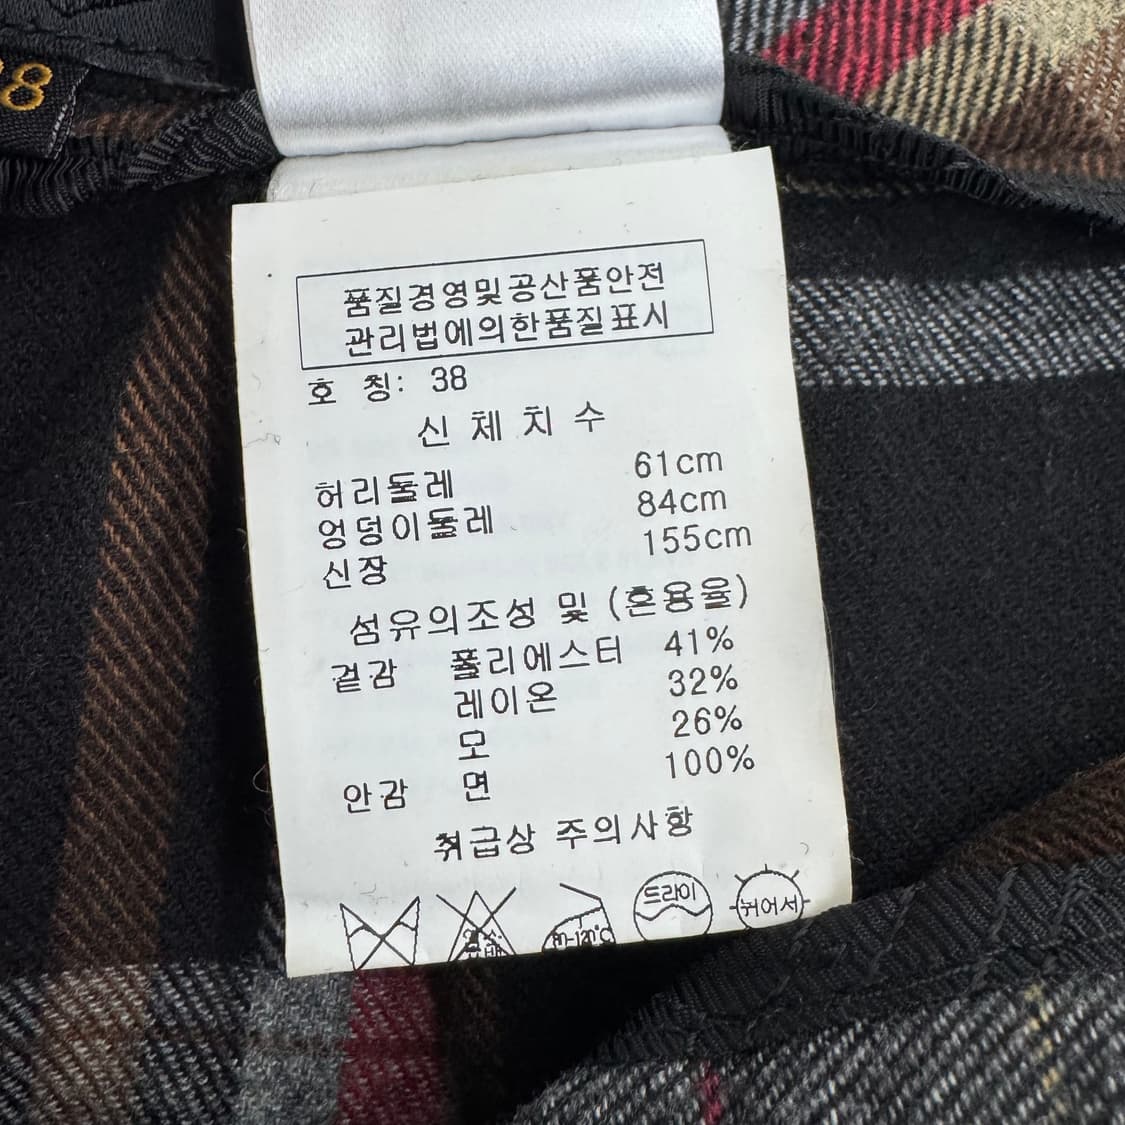 38
품질경영및공산품안전
관리법에의한품질표시
호 칭: 38
신 체 치 수
허리둘레 61cm
엉덩이둘레 84cm
신장 155cm
섬유의조성 및 (혼용율)
겉감 폴리에스터 41%
레이온 32%
모 26%
안감 면 100%
취급상 주의사항
드라이
뉘어서